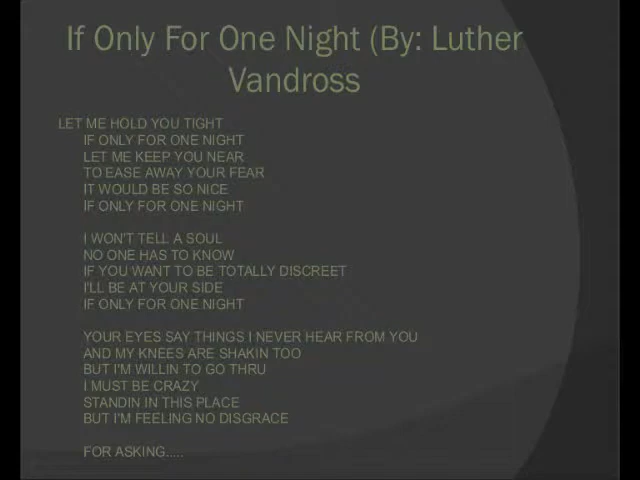 If Only For One Night (By: Luther
Vandross
LET ME HOLD YOU TIGHT
IF ONLY FOR ONE NIGHT
LET ME KEEP YOU NEAR
TO EASE AWAY YOUR FEAR
IT WOULD BE SO NICE
IF ONLY FOR ONE NIGHT
I WON'T TELL A SOUL
NO ONE HAS TO KNOW
IF YOU WANT TO BE TOTALLY DISCREET
I'LL BE AT YOUR SIDE
IF ONLY FOR ONE NIGHT
YOUR EYES SAY THINGS I NEVER HEAR FROM YOU
AND MY KNEES ARE SHAKIN TOO
BUT I'M WILLIN TO GO THRU
I MUST BE CRAZY
STANDIN IN THIS PLACE
BUT I'M FEELING NO DISGRACE
FOR ASKING.....